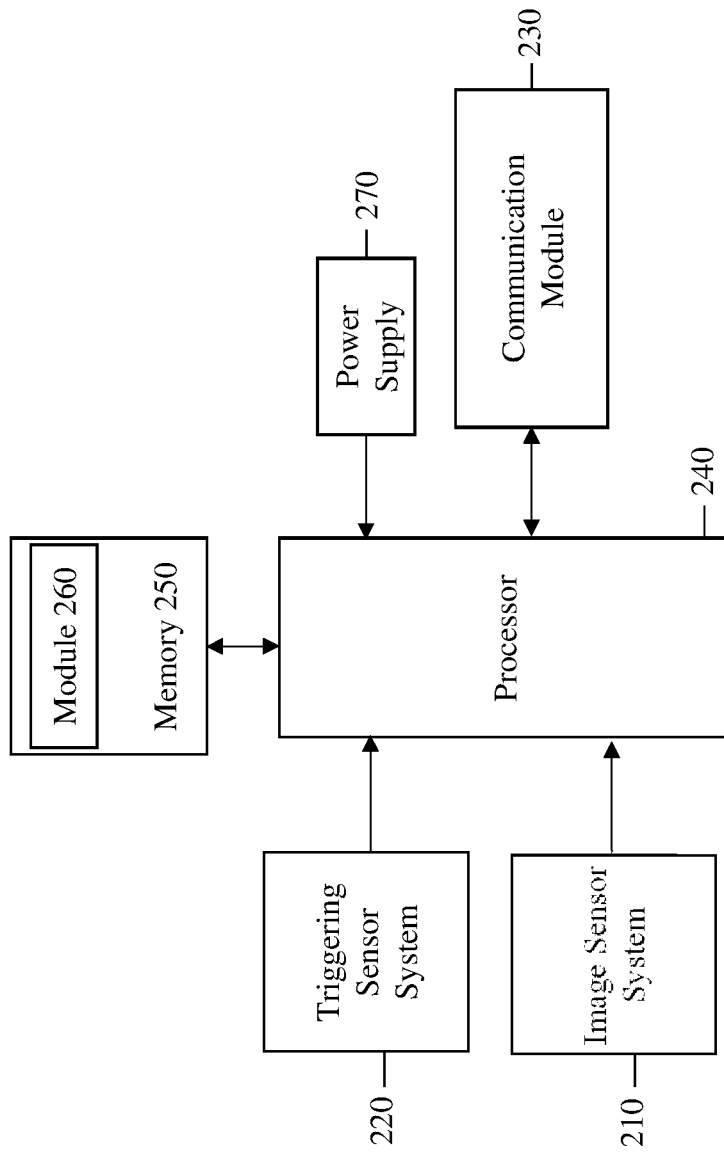 Module 260
Memory 250
270
Power
Supply
230
Communication
Module
240
Processor
Triggering
Sensor
System
220
Image Sensor
System
210